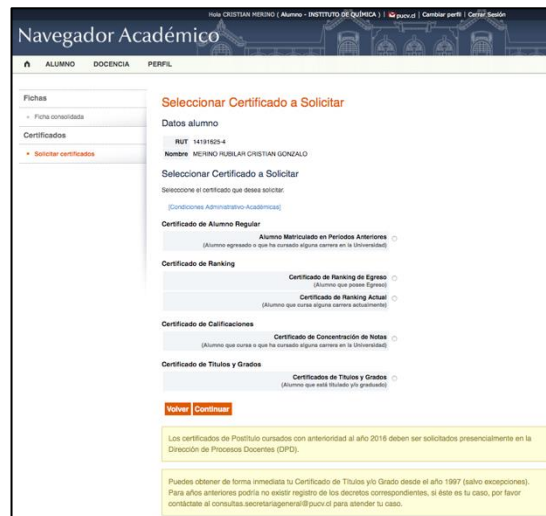 Hola CRISTIAN MERINO ( Alumno - INSTITUTO DE QUÍMICA ) | pucv.cl | Cambiar perfil | Cerrar Sesión
Navegador Académico
ALUMNO DOCENCIA PERFIL
Fichas
Ficha consolidada
Certificados
Solicitar certificados
Seleccionar Certificado a Solicitar
Datos alumno
RUT 14191825-4
Nombre MERINO RUBILAR CRISTIAN GONZALO
Seleccionar Certificado a Solicitar
Seleccione el certificado que desea solicitar.
[Condiciones Administrativo-Académicas]
Certificado de Alumno Regular
Alumno Matriculado en Períodos Anteriores
(Alumno egresado o que ha cursado alguna carrera en la Universidad)
Certificado de Ranking
Certificado de Ranking de Egreso
(Alumno que posee Egreso)
Certificado de Ranking Actual
(Alumno que cursa alguna carrera actualmente)
Certificado de Calificaciones
Certificado de Concentración de Notas
(Alumno que cursa o que ha cursado alguna carrera en la Universidad)
Certificado de Títulos y Grados
Certificados de Títulos y Grados
(Alumno que está titulado y/o graduado)
Volver Continuar
Los certificados de Postítulo cursados con anterioridad al año 2016 deben ser solicitados presencialmente en la
Dirección de Procesos Docentes (DPD).
Puedes obtener de forma inmediata tu Certificado de Títulos y/o Grado desde el año 1997 (salvo excepciones).
Para años anteriores podría no existir registro de los decretos correspondientes, si éste es tu caso, por favor
contáctate al consultas.secretariageneral@pucv.cl para atender tu caso.